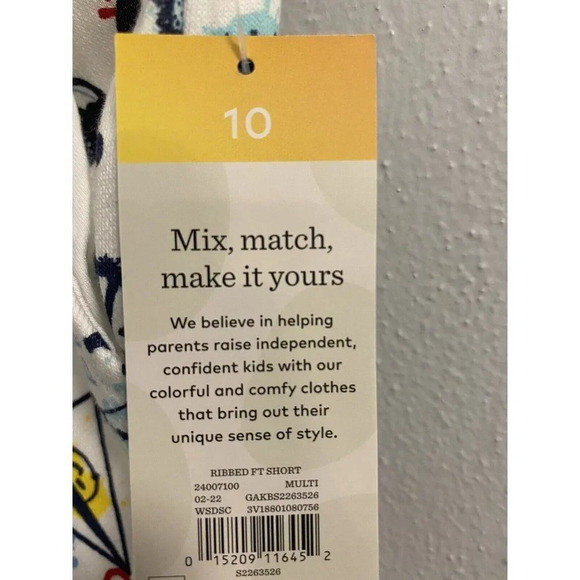 10
Mix, match,
make it yours
We believe in helping
parents raise independent,
confident kids with our
colorful and comfy clothes
that bring out their
unique sense of style.
RIBBED FT SHORT
24007100 MULTI
02-22 GAKBS2263526
WSDSC 3V18801080756
0 15209 11645 2
S2263526